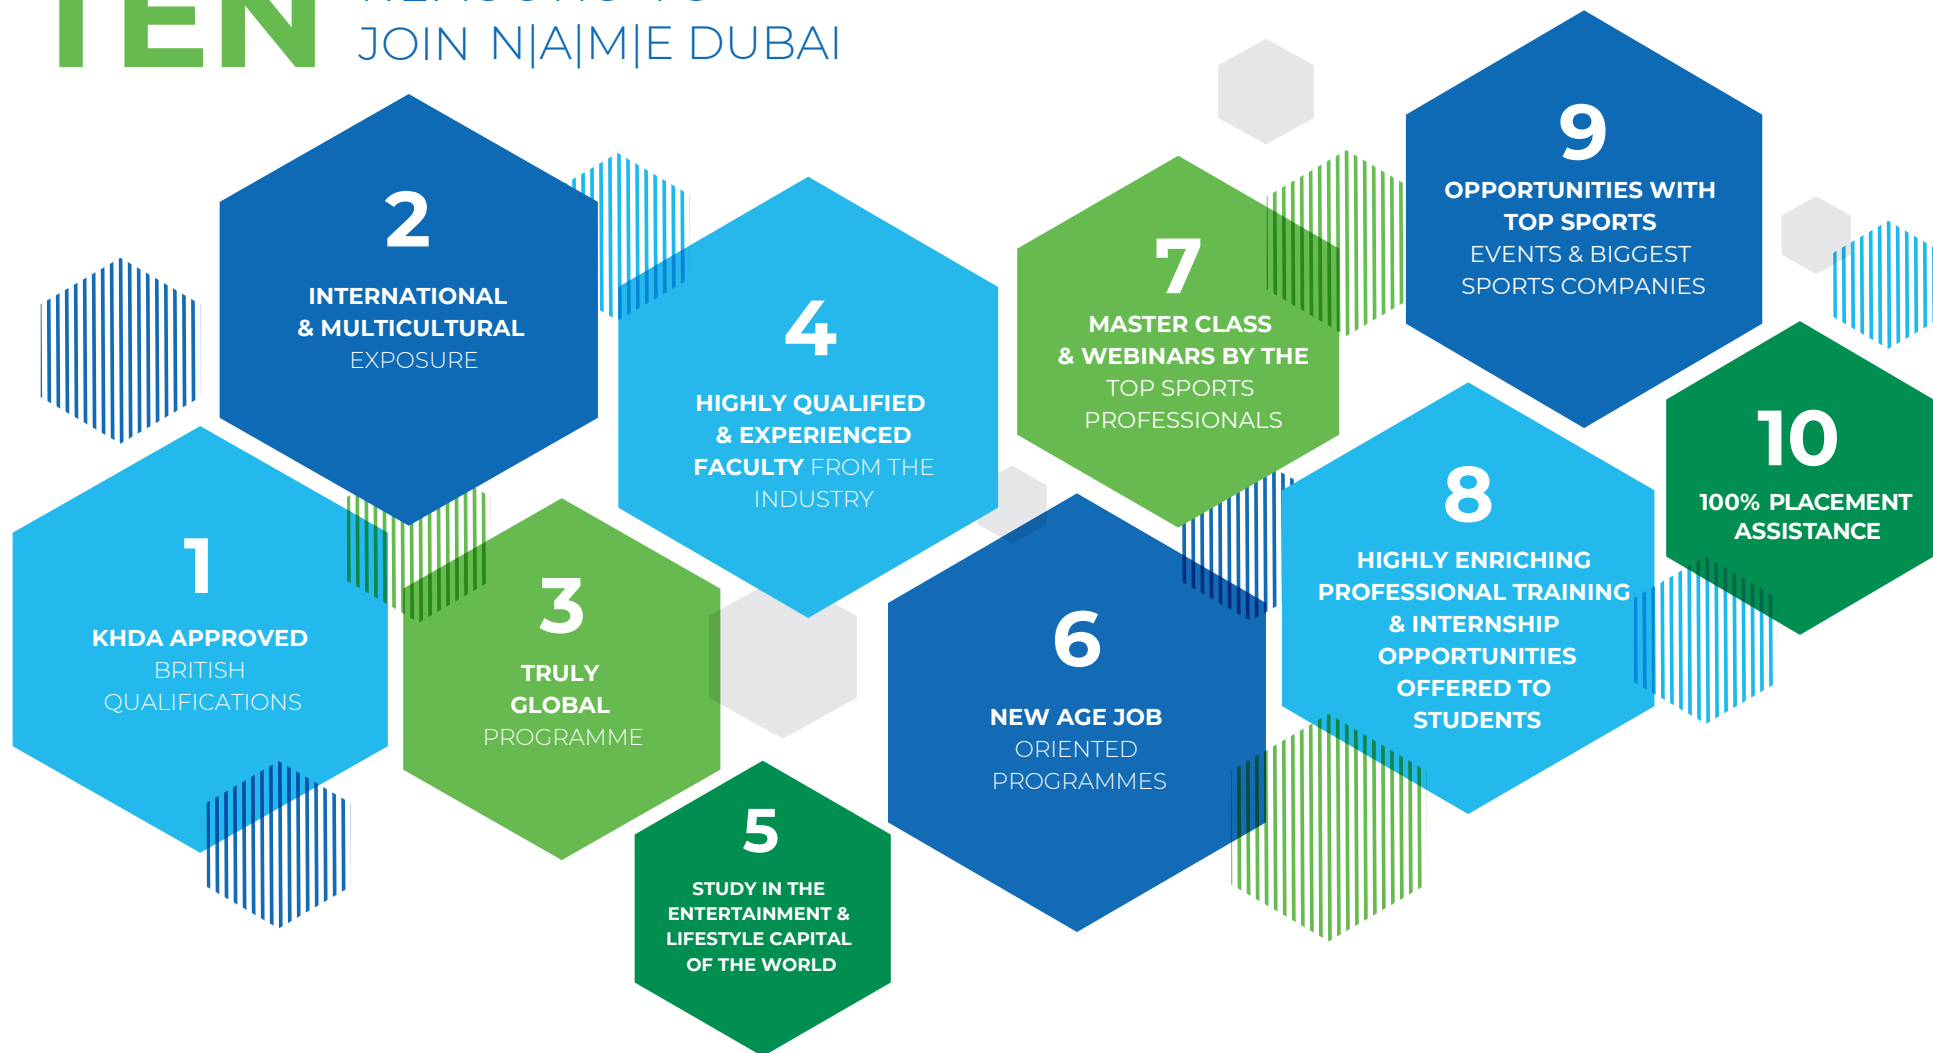 TEN
REASONS TO
JOIN N|A|M|E DUBAI
1
KHDA APPROVED
BRITISH
QUALIFICATIONS
2
INTERNATIONAL
& MULTICULTURAL
EXPOSURE
3
TRULY
GLOBAL
PROGRAMME
4
HIGHLY QUALIFIED
& EXPERIENCED
FACULTY FROM THE
INDUSTRY
5
STUDY IN THE
ENTERTAINMENT &
LIFESTYLE CAPITAL
OF THE WORLD
6
NEW AGE JOB
ORIENTED
PROGRAMMES
7
MASTER CLASS
& WEBINARS BY THE
TOP SPORTS
PROFESSIONALS
8
HIGHLY ENRICHING
PROFESSIONAL TRAINING
& INTERNSHIP
OPPORTUNITIES
OFFERED TO
STUDENTS
9
OPPORTUNITIES WITH
TOP SPORTS
EVENTS & BIGGEST
SPORTS COMPANIES
10
100% PLACEMENT
ASSISTANCE